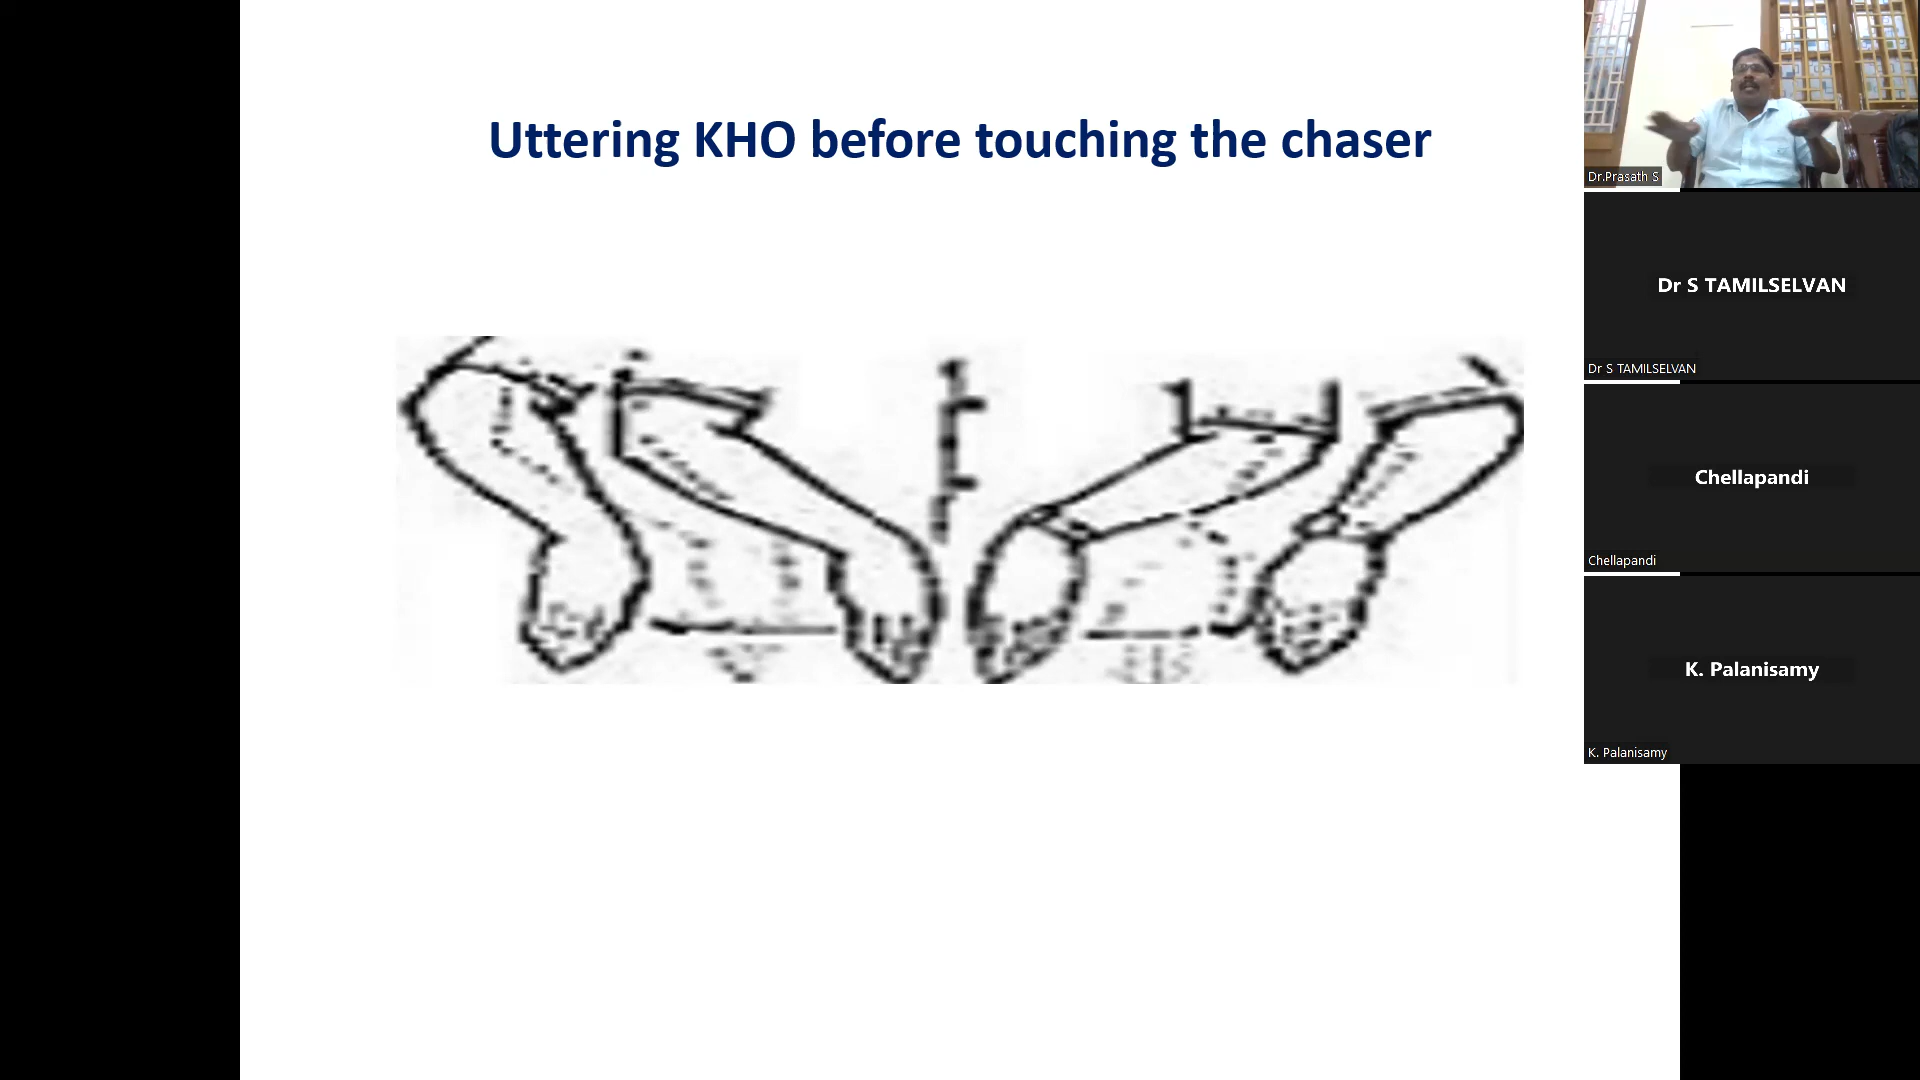 Uttering KHO before touching the chaser
Dr.Prasath S
Dr S TAMILSELVAN
Dr S TAMILSELVAN
Chellapandi
Chellapandi
K. Palanisamy
K. Palanisamy